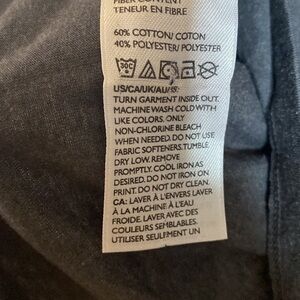 FIBER CONTENT
TENEUR EN FIBRE
60% COTTON/ COTON
40% POLYESTER/ POLYESTER
30C
US/CA/UK/AU/
TURN GARMENT INSIDE OUT.
MACHINE WASH COLD WITH
LIKE COLORS. ONLY
NON-CHLORINE BLEACH
WHEN NEEDED. DO NOT USE
FABRIC SOFTENERS. TUMBLE
DRY LOW. REMOVE
PROMPTLY. COOL IRON AS
DESIRED. DO NOT IRON ON
PRINT. DO NOT DRY CLEAN.
CA: LAVER À L'ENVERS LAVER
À LA MACHINE À L'EAU
FROIDE. LAVER AVEC DES
COULEURS SEMBLABLES.
UTILISER SEULEMENT UN